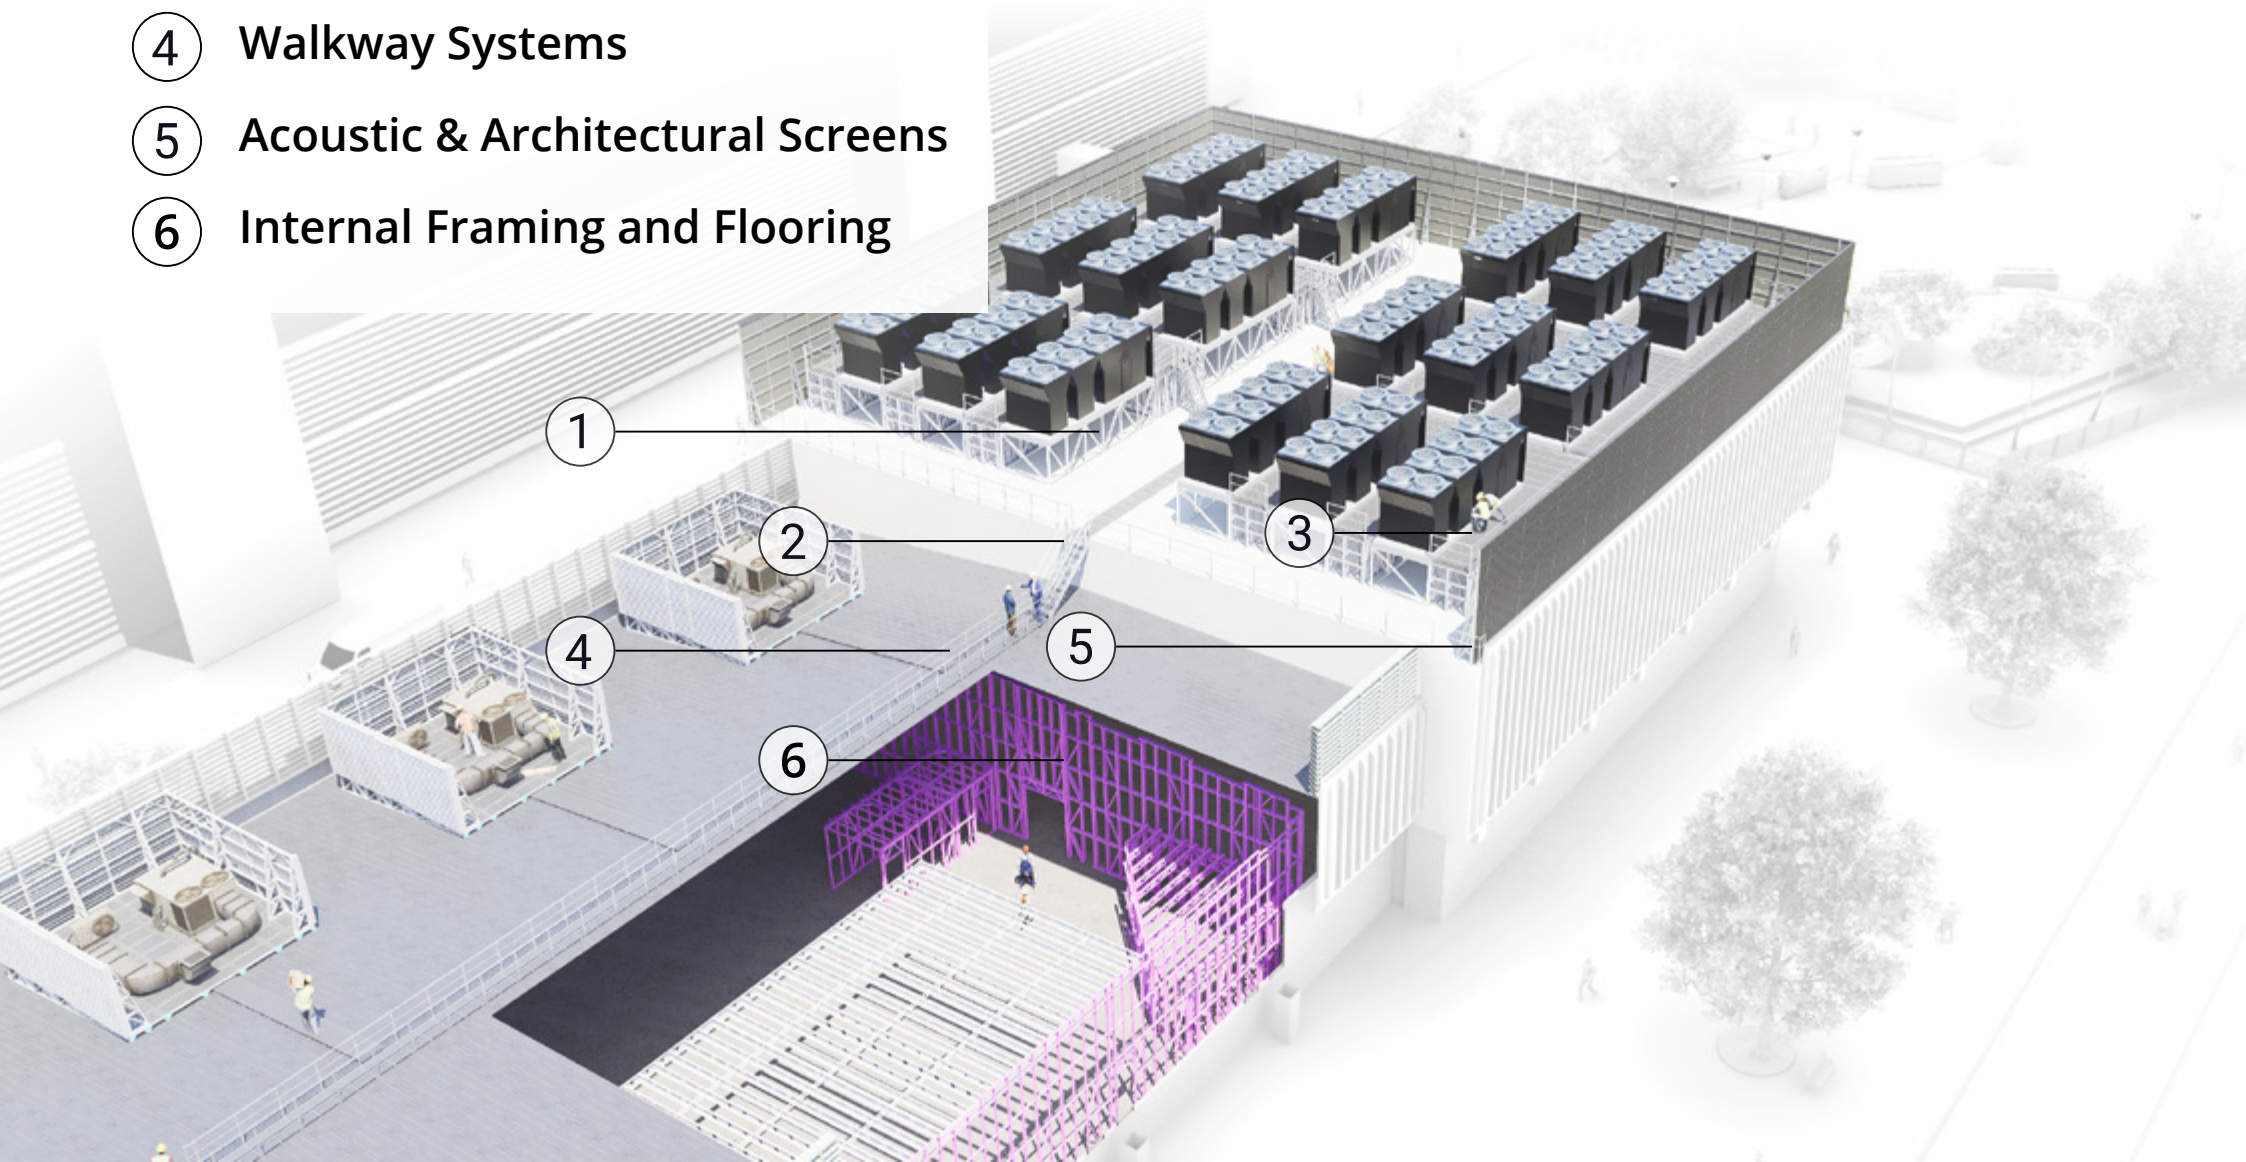 4 Walkway Systems
5 Acoustic & Architectural Screens
6 Internal Framing and Flooring
1
2
3
4
5
6